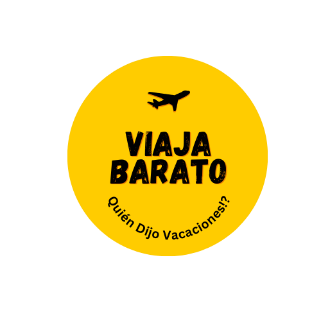 VIAJA
BARATO
Quién Dijo Vacaciones!?